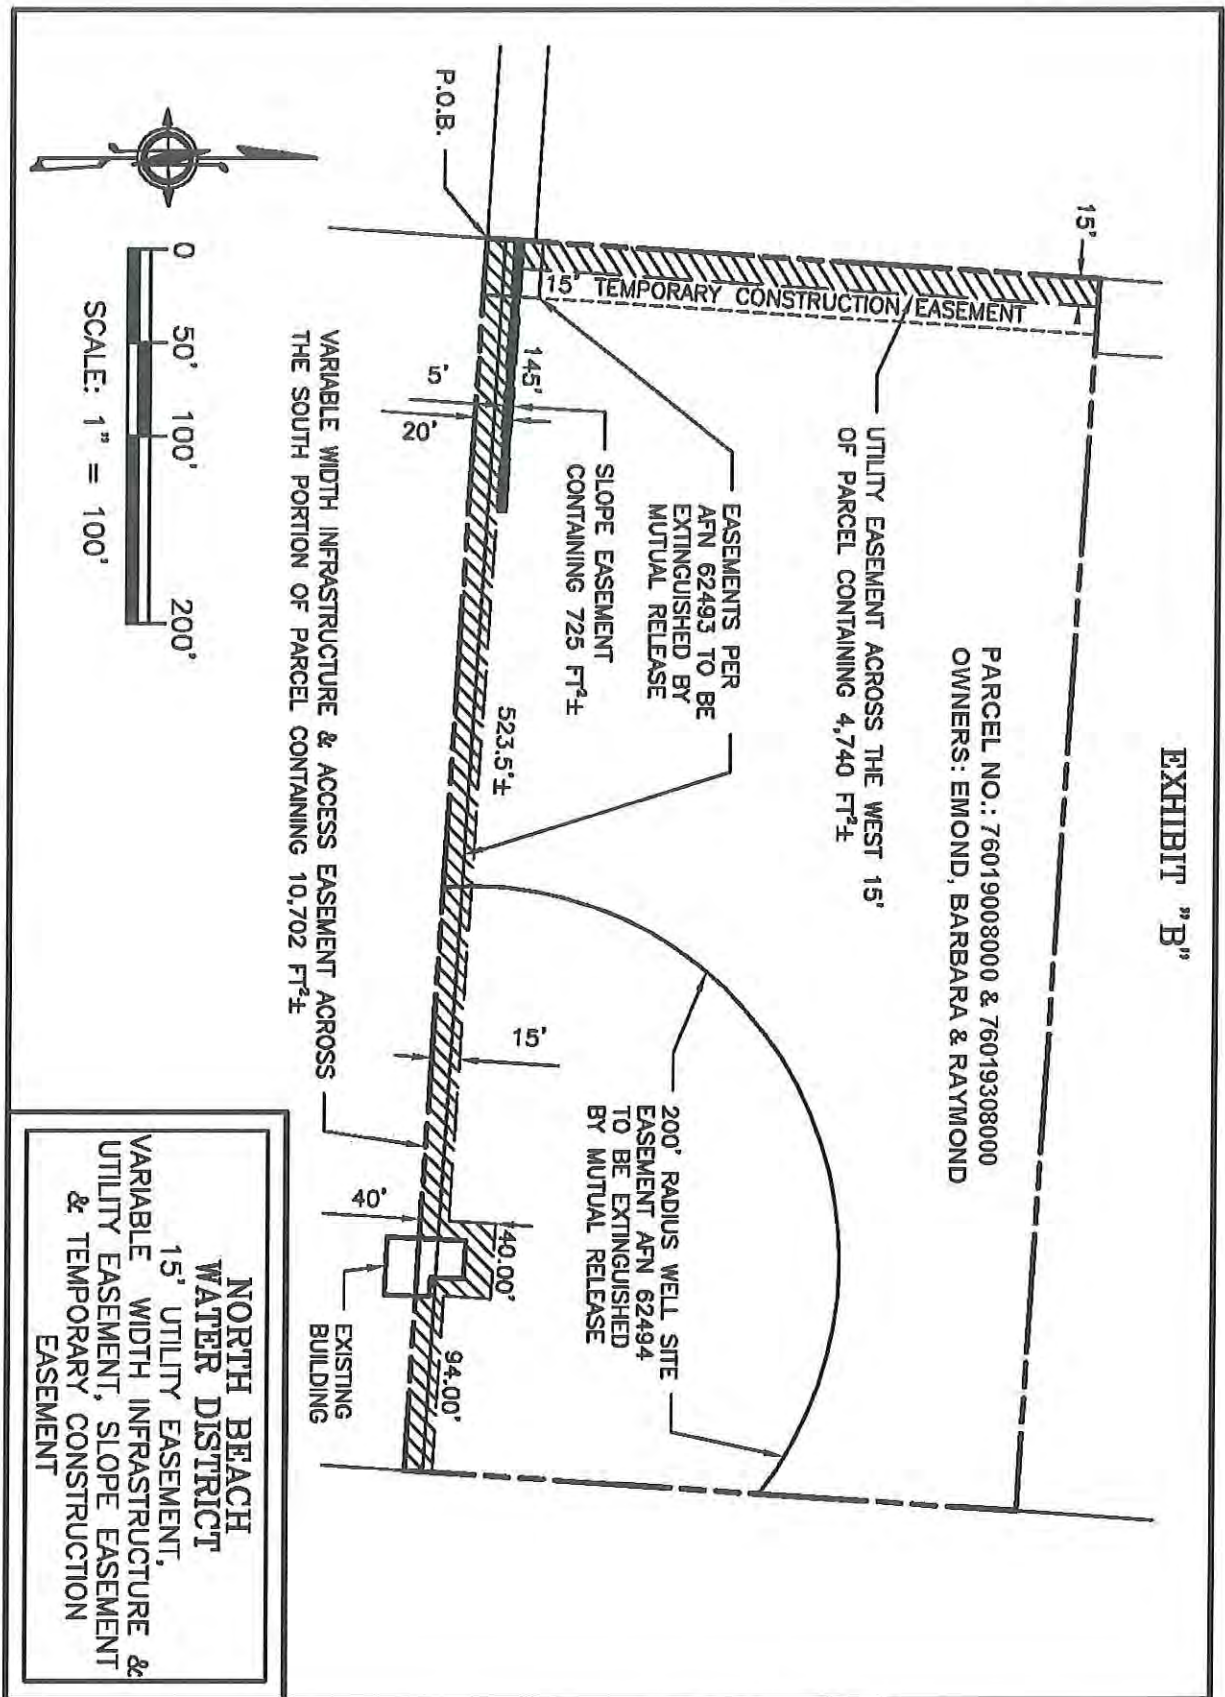 EXHIBIT "B"
PARCEL NO.: 76019008000 & 76019308000
OWNERS: EMOND, BARBARA & RAYMOND
15'
15' TEMPORARY CONSTRUCTION EASEMENT
UTILITY EASEMENT ACROSS THE WEST 15'
OF PARCEL CONTAINING 4,740 FT²±
EASEMENTS PER
AFN 62493 TO BE
EXTINGUISHED BY
MUTUAL RELEASE
200' RADIUS WELL SITE
EASEMENT AFN 62494
TO BE EXTINGUISHED
BY MUTUAL RELEASE
SLOPE EASEMENT
CONTAINING 725 FT²±
P.O.B.
145'
5'
20'
523.5'±
15'
40.00'
40'
94.00'
EXISTING
BUILDING
VARIABLE WIDTH INFRASTRUCTURE & ACCESS EASEMENT ACROSS
THE SOUTH PORTION OF PARCEL CONTAINING 10,702 FT²±
0 50' 100' 200'
SCALE: 1" = 100'
NORTH BEACH
WATER DISTRICT
15' UTILITY EASEMENT,
VARIABLE WIDTH INFRASTRUCTURE &
UTILITY EASEMENT, SLOPE EASEMENT
& TEMPORARY CONSTRUCTION
EASEMENT